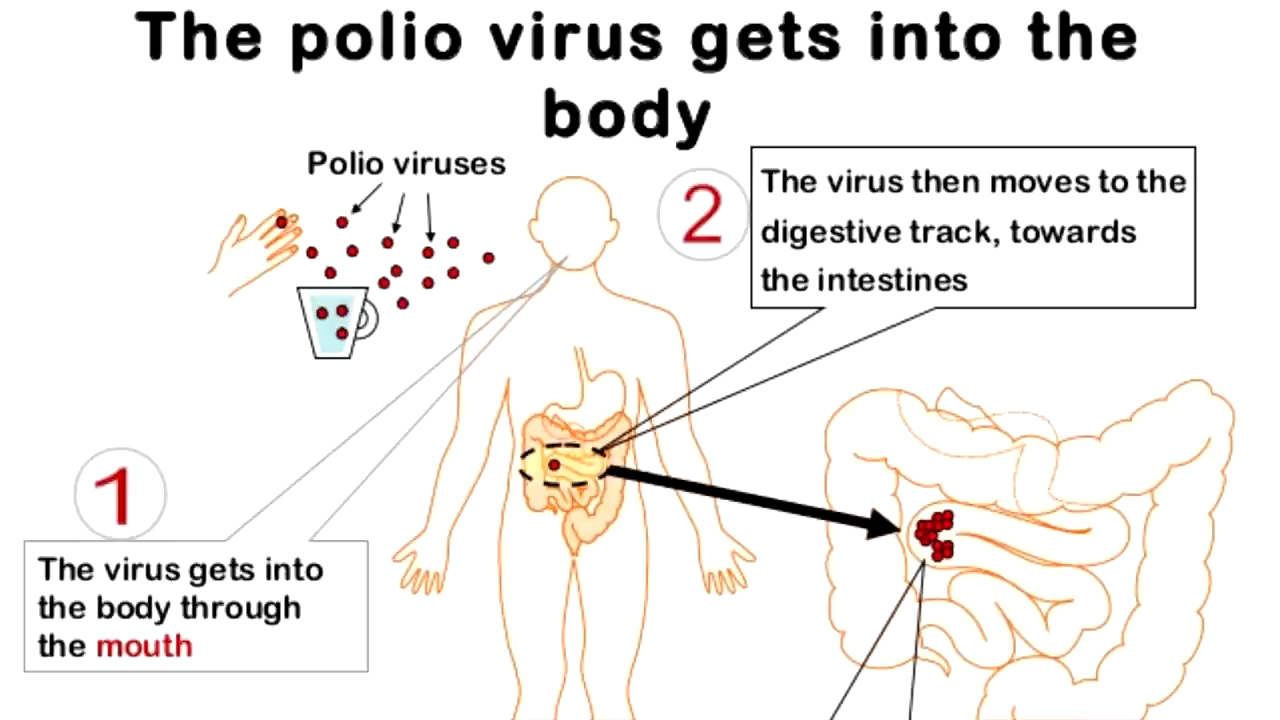 The polio virus gets into the
body
Polio viruses
2
The virus then moves to the
digestive track, towards
the intestines
1
The virus gets into
the body through
the mouth